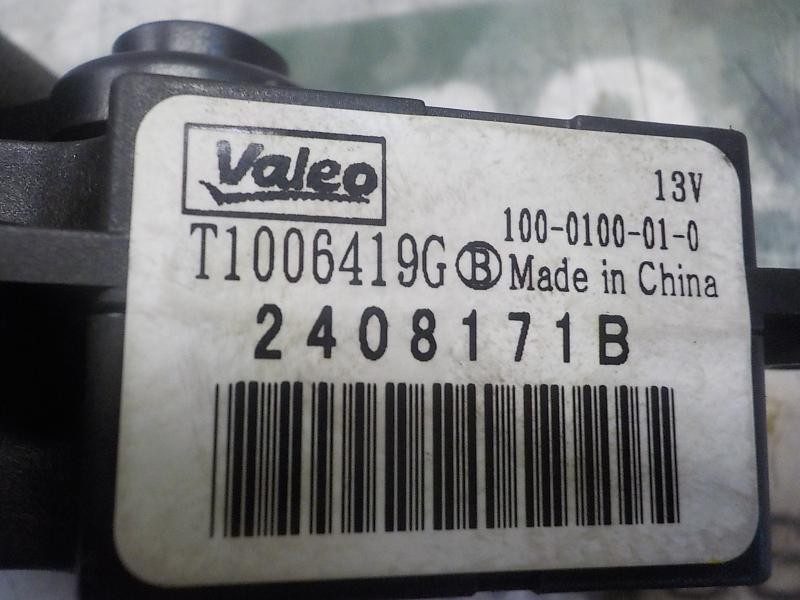 Valeo
13V
100-0100-01-0
T1006419G Ⓑ Made in China
2408171B